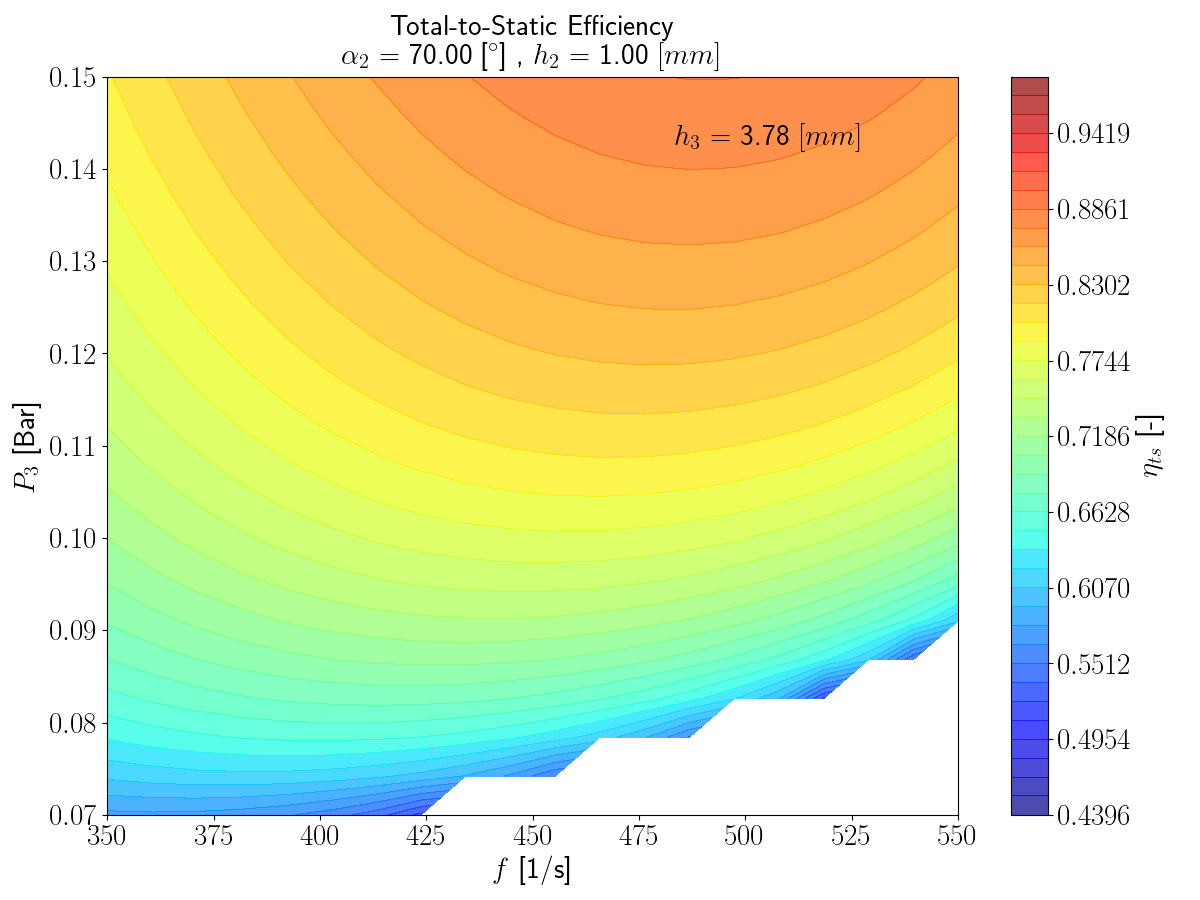 Total-to-Static Efficiency
α₂ = 70.00 [°] , h₂ = 1.00 [mm]
h₃ = 3.78 [mm]
0.15
0.14
0.13
0.12
0.11
0.10
0.09
0.08
0.07
P₃ [Bar]
350 375 400 425 450 475 500 525 550
f [1/s]
0.9419
0.8861
0.8302
0.7744
0.7186
0.6628
0.6070
0.5512
0.4954
0.4396
ηₜₛ [-]